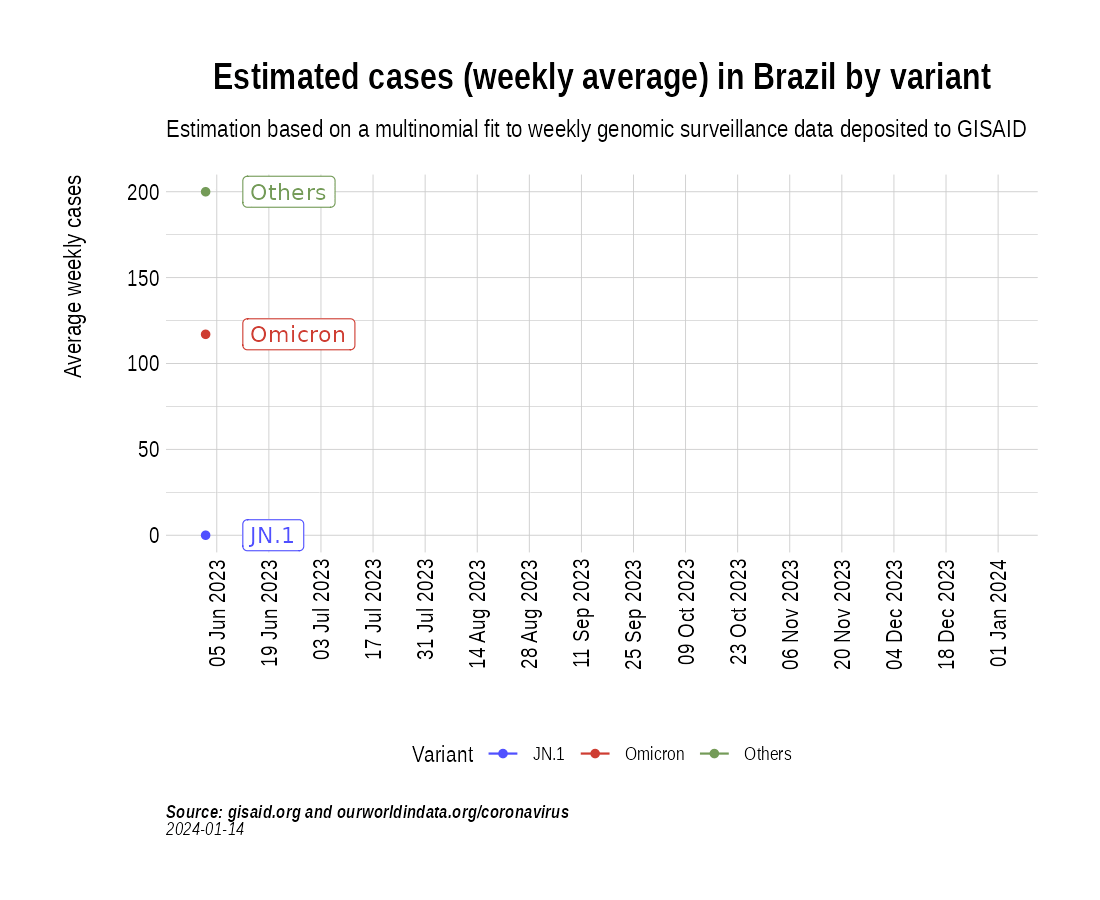 Estimated cases (weekly average) in Brazil by variant
Estimation based on a multinomial fit to weekly genomic surveillance data deposited to GISAID
Average weekly cases
200
150
100
50
0
Others
Omicron
JN.1
05 Jun 2023
19 Jun 2023
03 Jul 2023
17 Jul 2023
31 Jul 2023
14 Aug 2023
28 Aug 2023
11 Sep 2023
25 Sep 2023
09 Oct 2023
23 Oct 2023
06 Nov 2023
20 Nov 2023
04 Dec 2023
18 Dec 2023
01 Jan 2024
Variant JN.1 Omicron Others
Source: gisaid.org and ourworldindata.org/coronavirus
2024-01-14